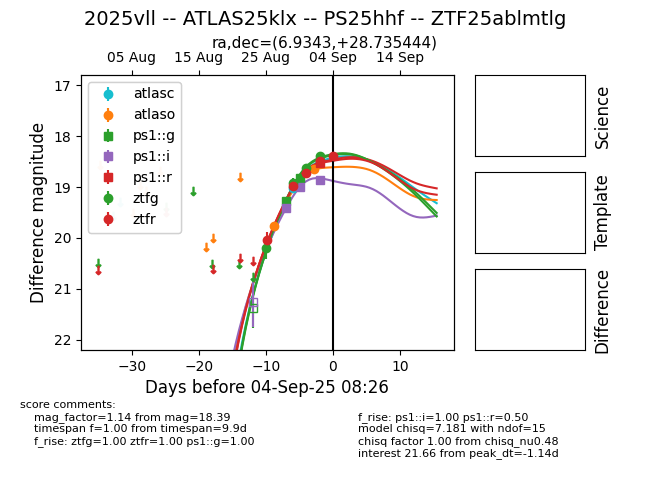 2025vll -- ATLAS25klx -- PS25hhf -- ZTF25ablmtlg
ra,dec=(6.9343,+28.735444)
05 Aug 15 Aug 25 Aug 04 Sep 14 Sep
17
18
19
20
21
22
Difference magnitude
atlasc
atlaso
ps1::g
ps1::i
ps1::r
ztfg
ztfr
−30 −20 −10 0 10
Days before 04-Sep-25 08:26
Science
Template
Difference
score comments:
mag_factor=1.14 from mag=18.39
timespan f=1.00 from timespan=9.9d
f_rise: ztfg=1.00 ztfr=1.00 ps1::g=1.00
f_rise: ps1::i=1.00 ps1::r=0.50
model chisq=7.181 with ndof=15
chisq factor 1.00 from chisq_nu0.48
interest 21.66 from peak_dt=-1.14d